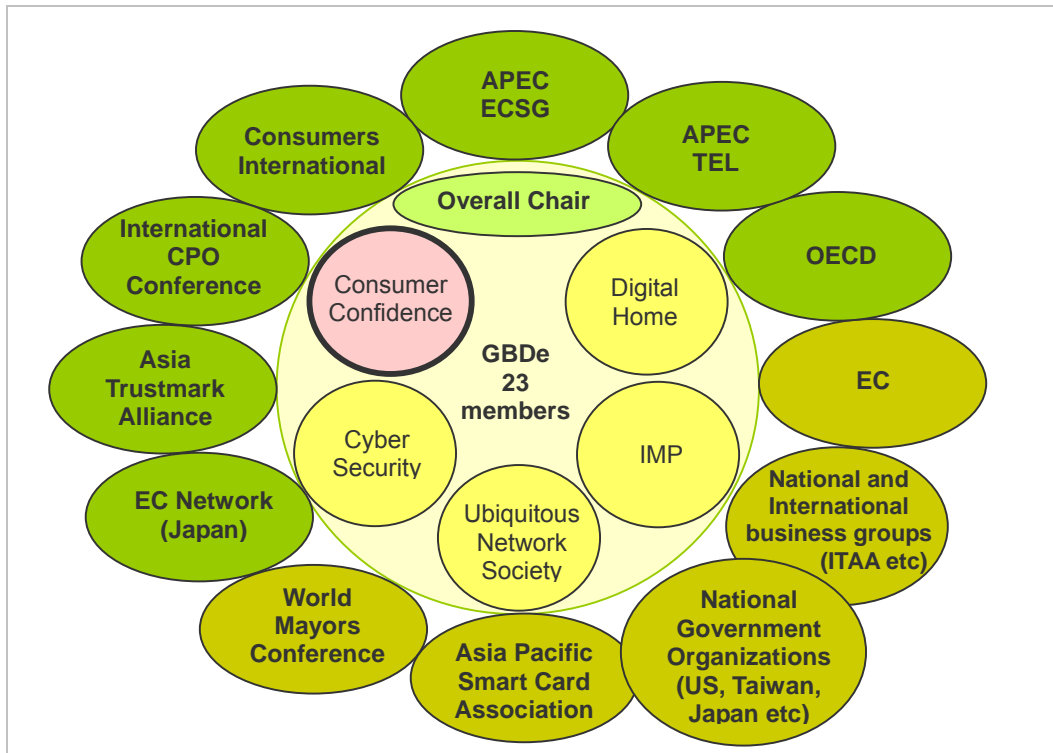 APEC
ECSG
Consumers
International
APEC
TEL
Overall Chair
International
CPO
Conference
OECD
Consumer
Confidence
Digital
Home
GBDe
23
members
Asia
Trustmark
Alliance
EC
Cyber
Security
IMP
EC Network
(Japan)
Ubiquitous
Network
Society
National and
International
business groups
(ITAA etc)
World
Mayors
Conference
Asia Pacific
Smart Card
Association
National
Government
Organizations
(US, Taiwan,
Japan etc)